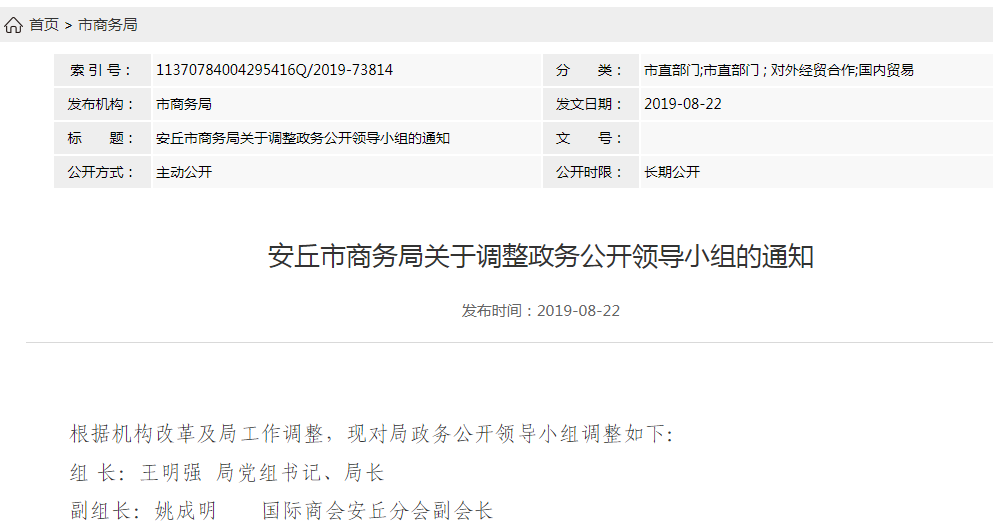 首页 > 市商务局
索 引 号： 11370784004295416Q/2019-73814 分　　类： 市直部门;市直部门 ; 对外经贸合作;国内贸易
发布机构： 市商务局 发文日期： 2019-08-22
标　　题： 安丘市商务局关于调整政务公开领导小组的通知 文　　号：
公开方式： 主动公开 公开时限： 长期公开
安丘市商务局关于调整政务公开领导小组的通知
发布时间：2019-08-22
根据机构改革及局工作调整，现对局政务公开领导小组调整如下：
组 长：王明强 局党组书记、局长
副组长：姚成明　　国际商会安丘分会副会长